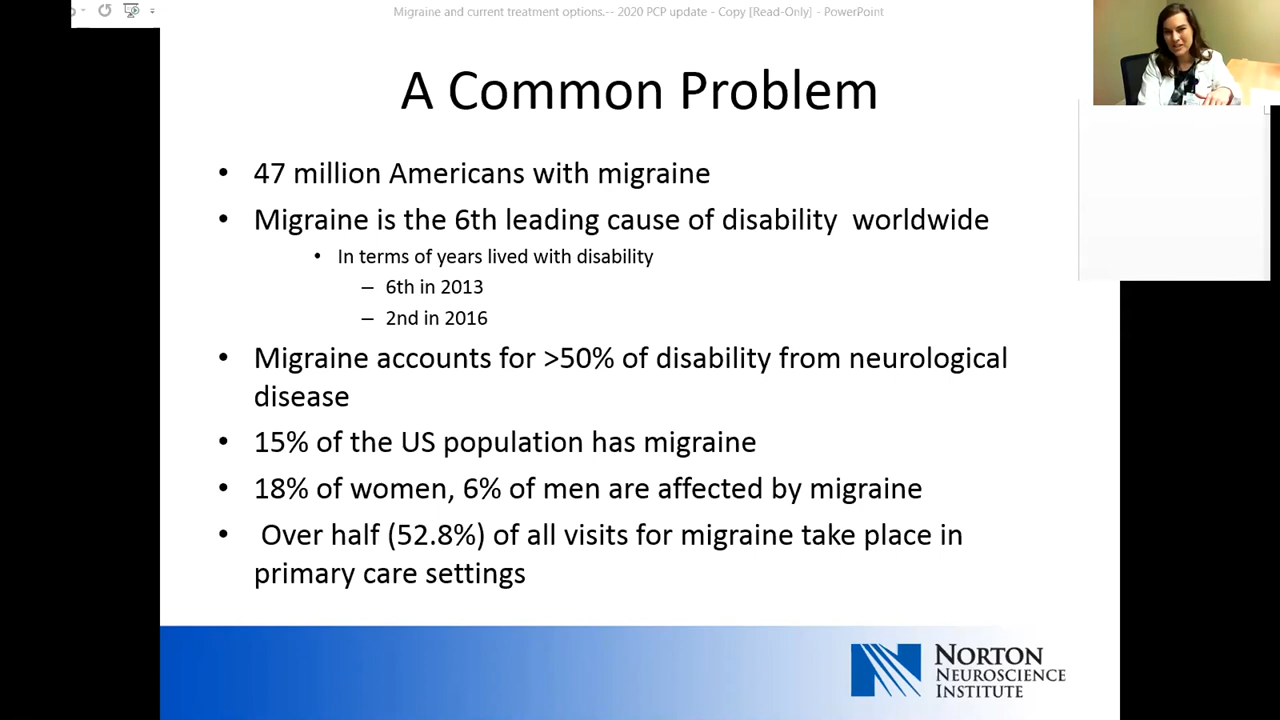 Migraine and current treatment options.-- 2020 PCP update - Copy [Read-Only] - PowerPoint
A Common Problem
• 47 million Americans with migraine
• Migraine is the 6th leading cause of disability  worldwide
• In terms of years lived with disability
– 6th in 2013
– 2nd in 2016
• Migraine accounts for >50% of disability from neurological
disease
• 15% of the US population has migraine
• 18% of women, 6% of men are affected by migraine
• Over half (52.8%) of all visits for migraine take place in
primary care settings
NORTON
NEUROSCIENCE
INSTITUTE